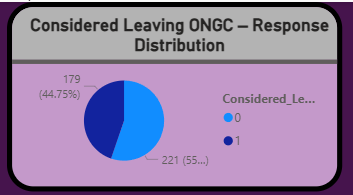 Considered Leaving ONGC – Response
Distribution
179
(44.75%)
Considered_Le...
0
1
221 (55...)